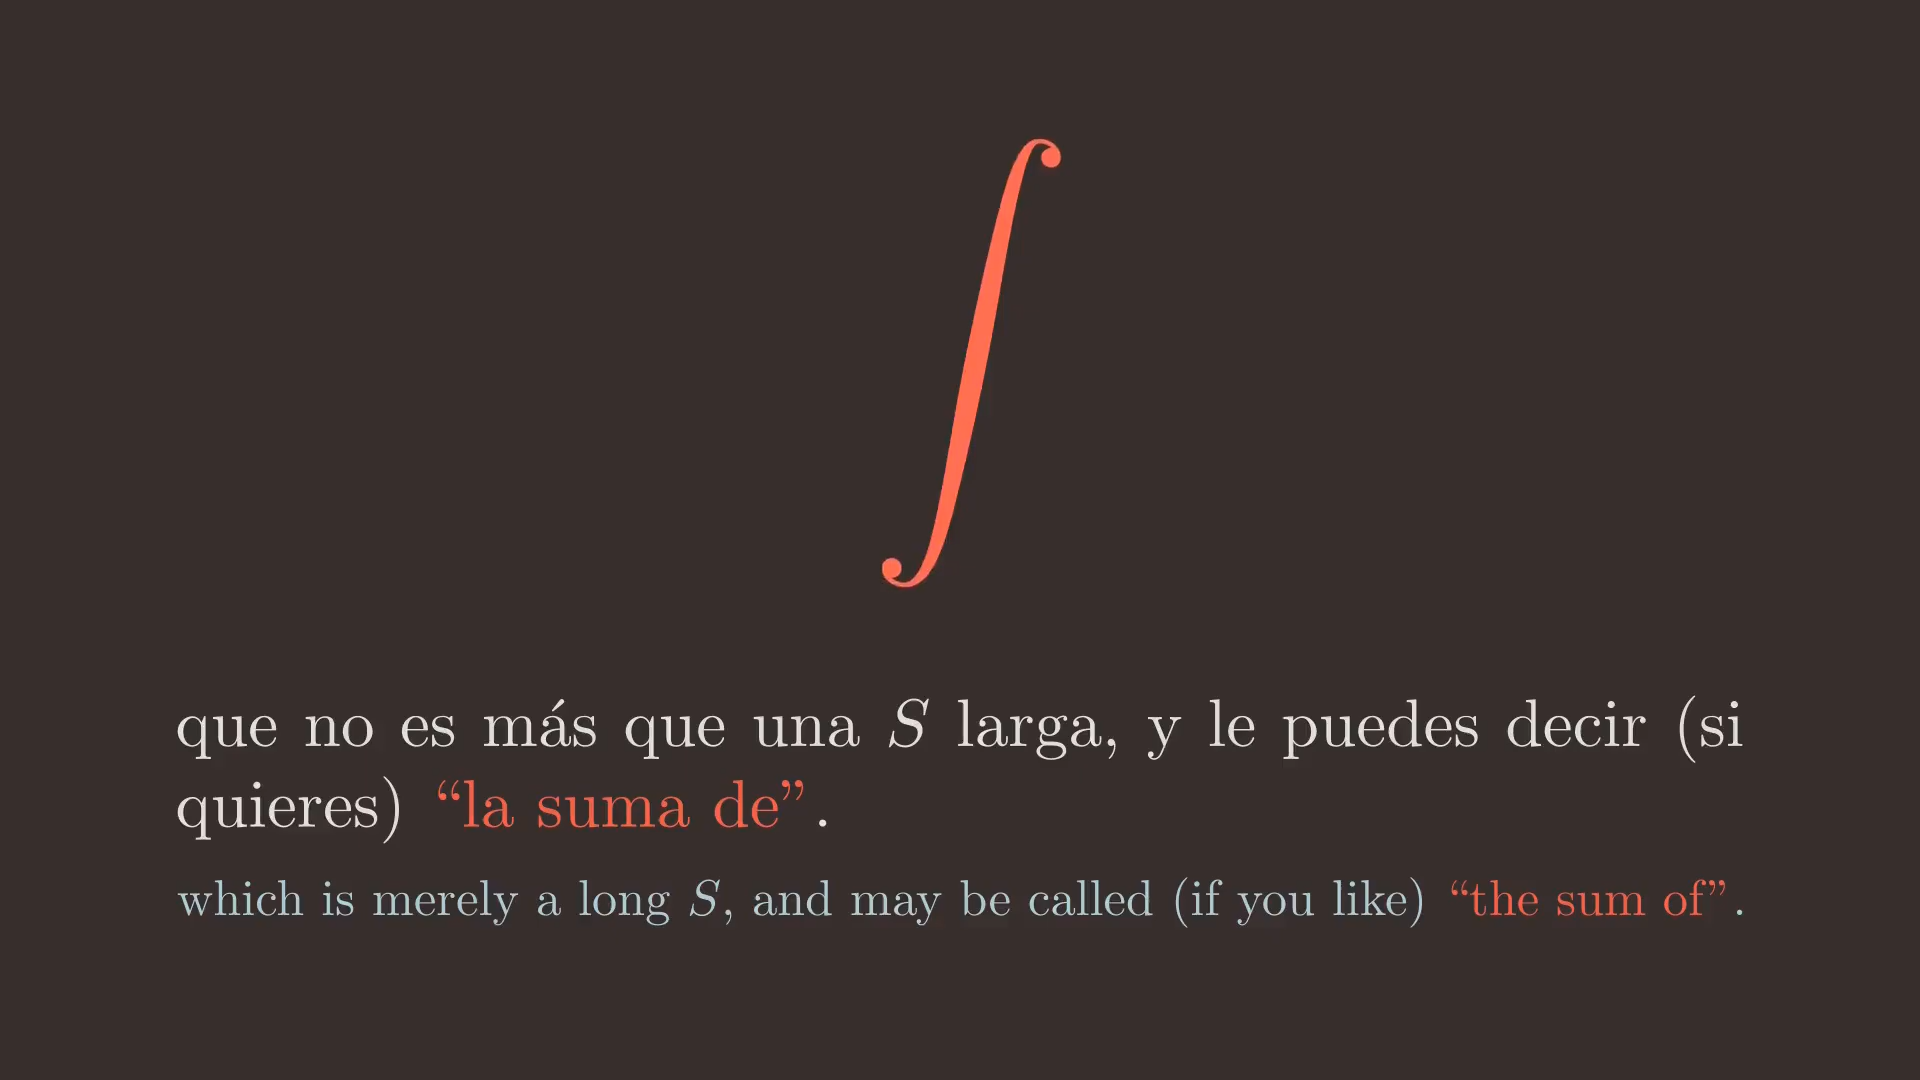 ∫
que no es más que una S larga, y le puedes decir (si
quieres) “la suma de”.
which is merely a long S, and may be called (if you like) “the sum of”.